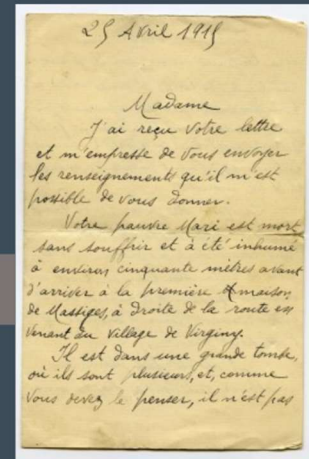 25 Avril 1915
Madame
J'ai reçu votre lettre
et m'empresse de vous envoyer
les renseignements qu'il m'est
possible de vous donner.
Votre pauvre Mari est mort
sans souffrir et à été inhumé
à environ cinquante mètres avant
d'arriver à la première maison
de Massiges, à droite de la route en
venant du village de Virginy.
Il est dans une grande tombe,
où ils sont plusieurs, et, comme
vous devez le penser, il n'est pas